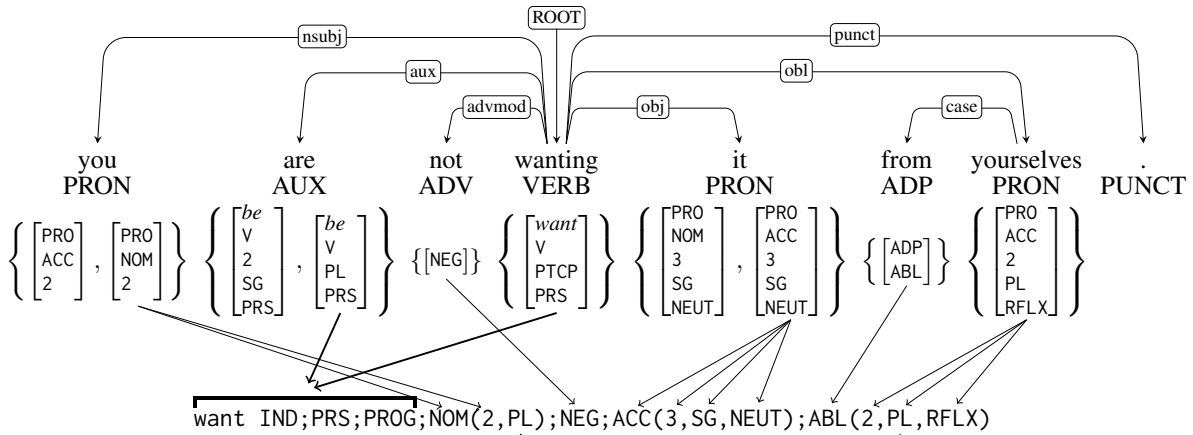 ROOT
nsubj punct
aux obl
advmod obj case
you are not wanting it from yourselves .
PRON AUX ADV VERB PRON ADP PRON PUNCT
{ [PRO ACC 2] , [PRO NOM 2] } { [be V 2 SG PRS] , [be V PL PRS] } {[NEG]} { [want V PTCP PRS] } { [PRO NOM 3 SG NEUT] , [PRO ACC 3 SG NEUT] } { [ADP ABL] } { [PRO ACC 2 PL RFLX] }
want IND;PRS;PROG;NOM(2,PL);NEG;ACC(3,SG,NEUT);ABL(2,PL,RFLX)